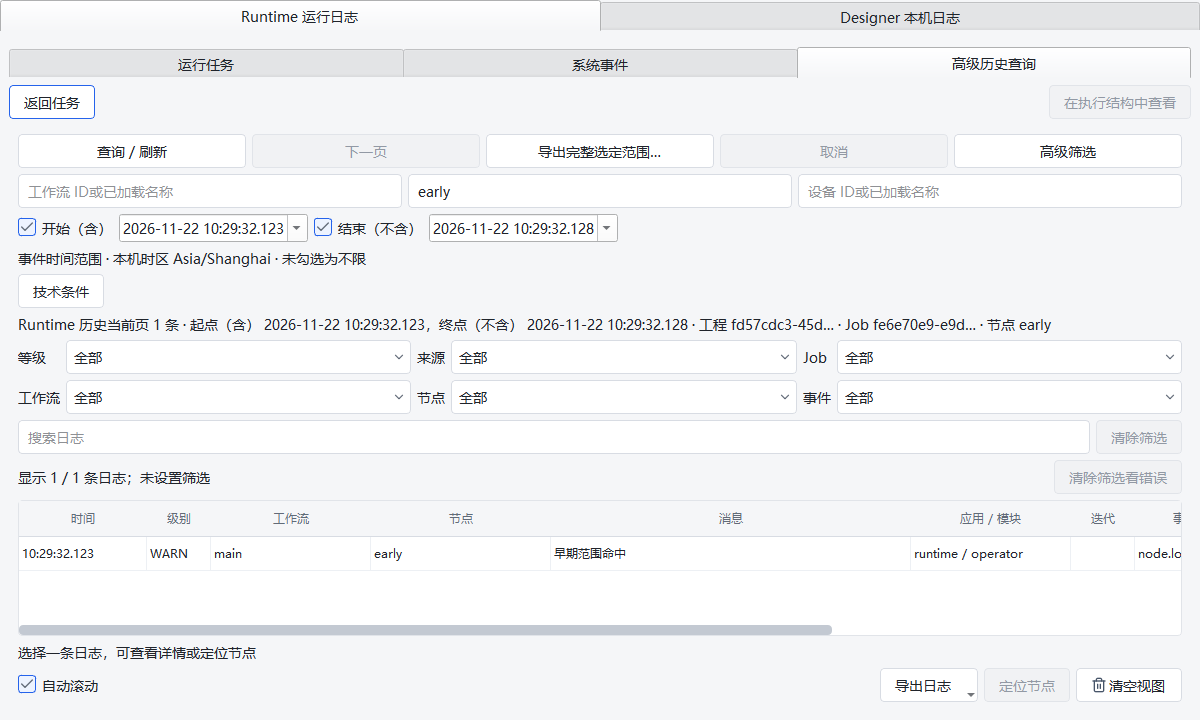 Runtime 运行日志 Designer 本机日志
运行任务 系统事件 高级历史查询
返回任务 在执行结构中查看
查询 / 刷新 下一页 导出完整选定范围... 取消 高级筛选
工作流 ID或已加载名称 early 设备 ID或已加载名称
开始（含） 2026-11-22 10:29:32.123 结束（不含） 2026-11-22 10:29:32.128
事件时间范围 · 本机时区 Asia/Shanghai · 未勾选为不限
技术条件
Runtime 历史当前页 1 条 · 起点（含） 2026-11-22 10:29:32.123，终点（不含） 2026-11-22 10:29:32.128 · 工程 fd57cdc3-45d... · Job fe6e70e9-e9d... · 节点 early
等级 全部 来源 全部 Job 全部
工作流 全部 节点 全部 事件 全部
搜索日志 清除筛选
显示 1 / 1 条日志；未设置筛选 清除筛选看错误
时间 级别 工作流 节点 消息 应用 / 模块 迭代 事
10:29:32.123 WARN main early 早期范围命中 runtime / operator node.lo
选择一条日志，可查看详情或定位节点
自动滚动 导出日志 定位节点 清空视图